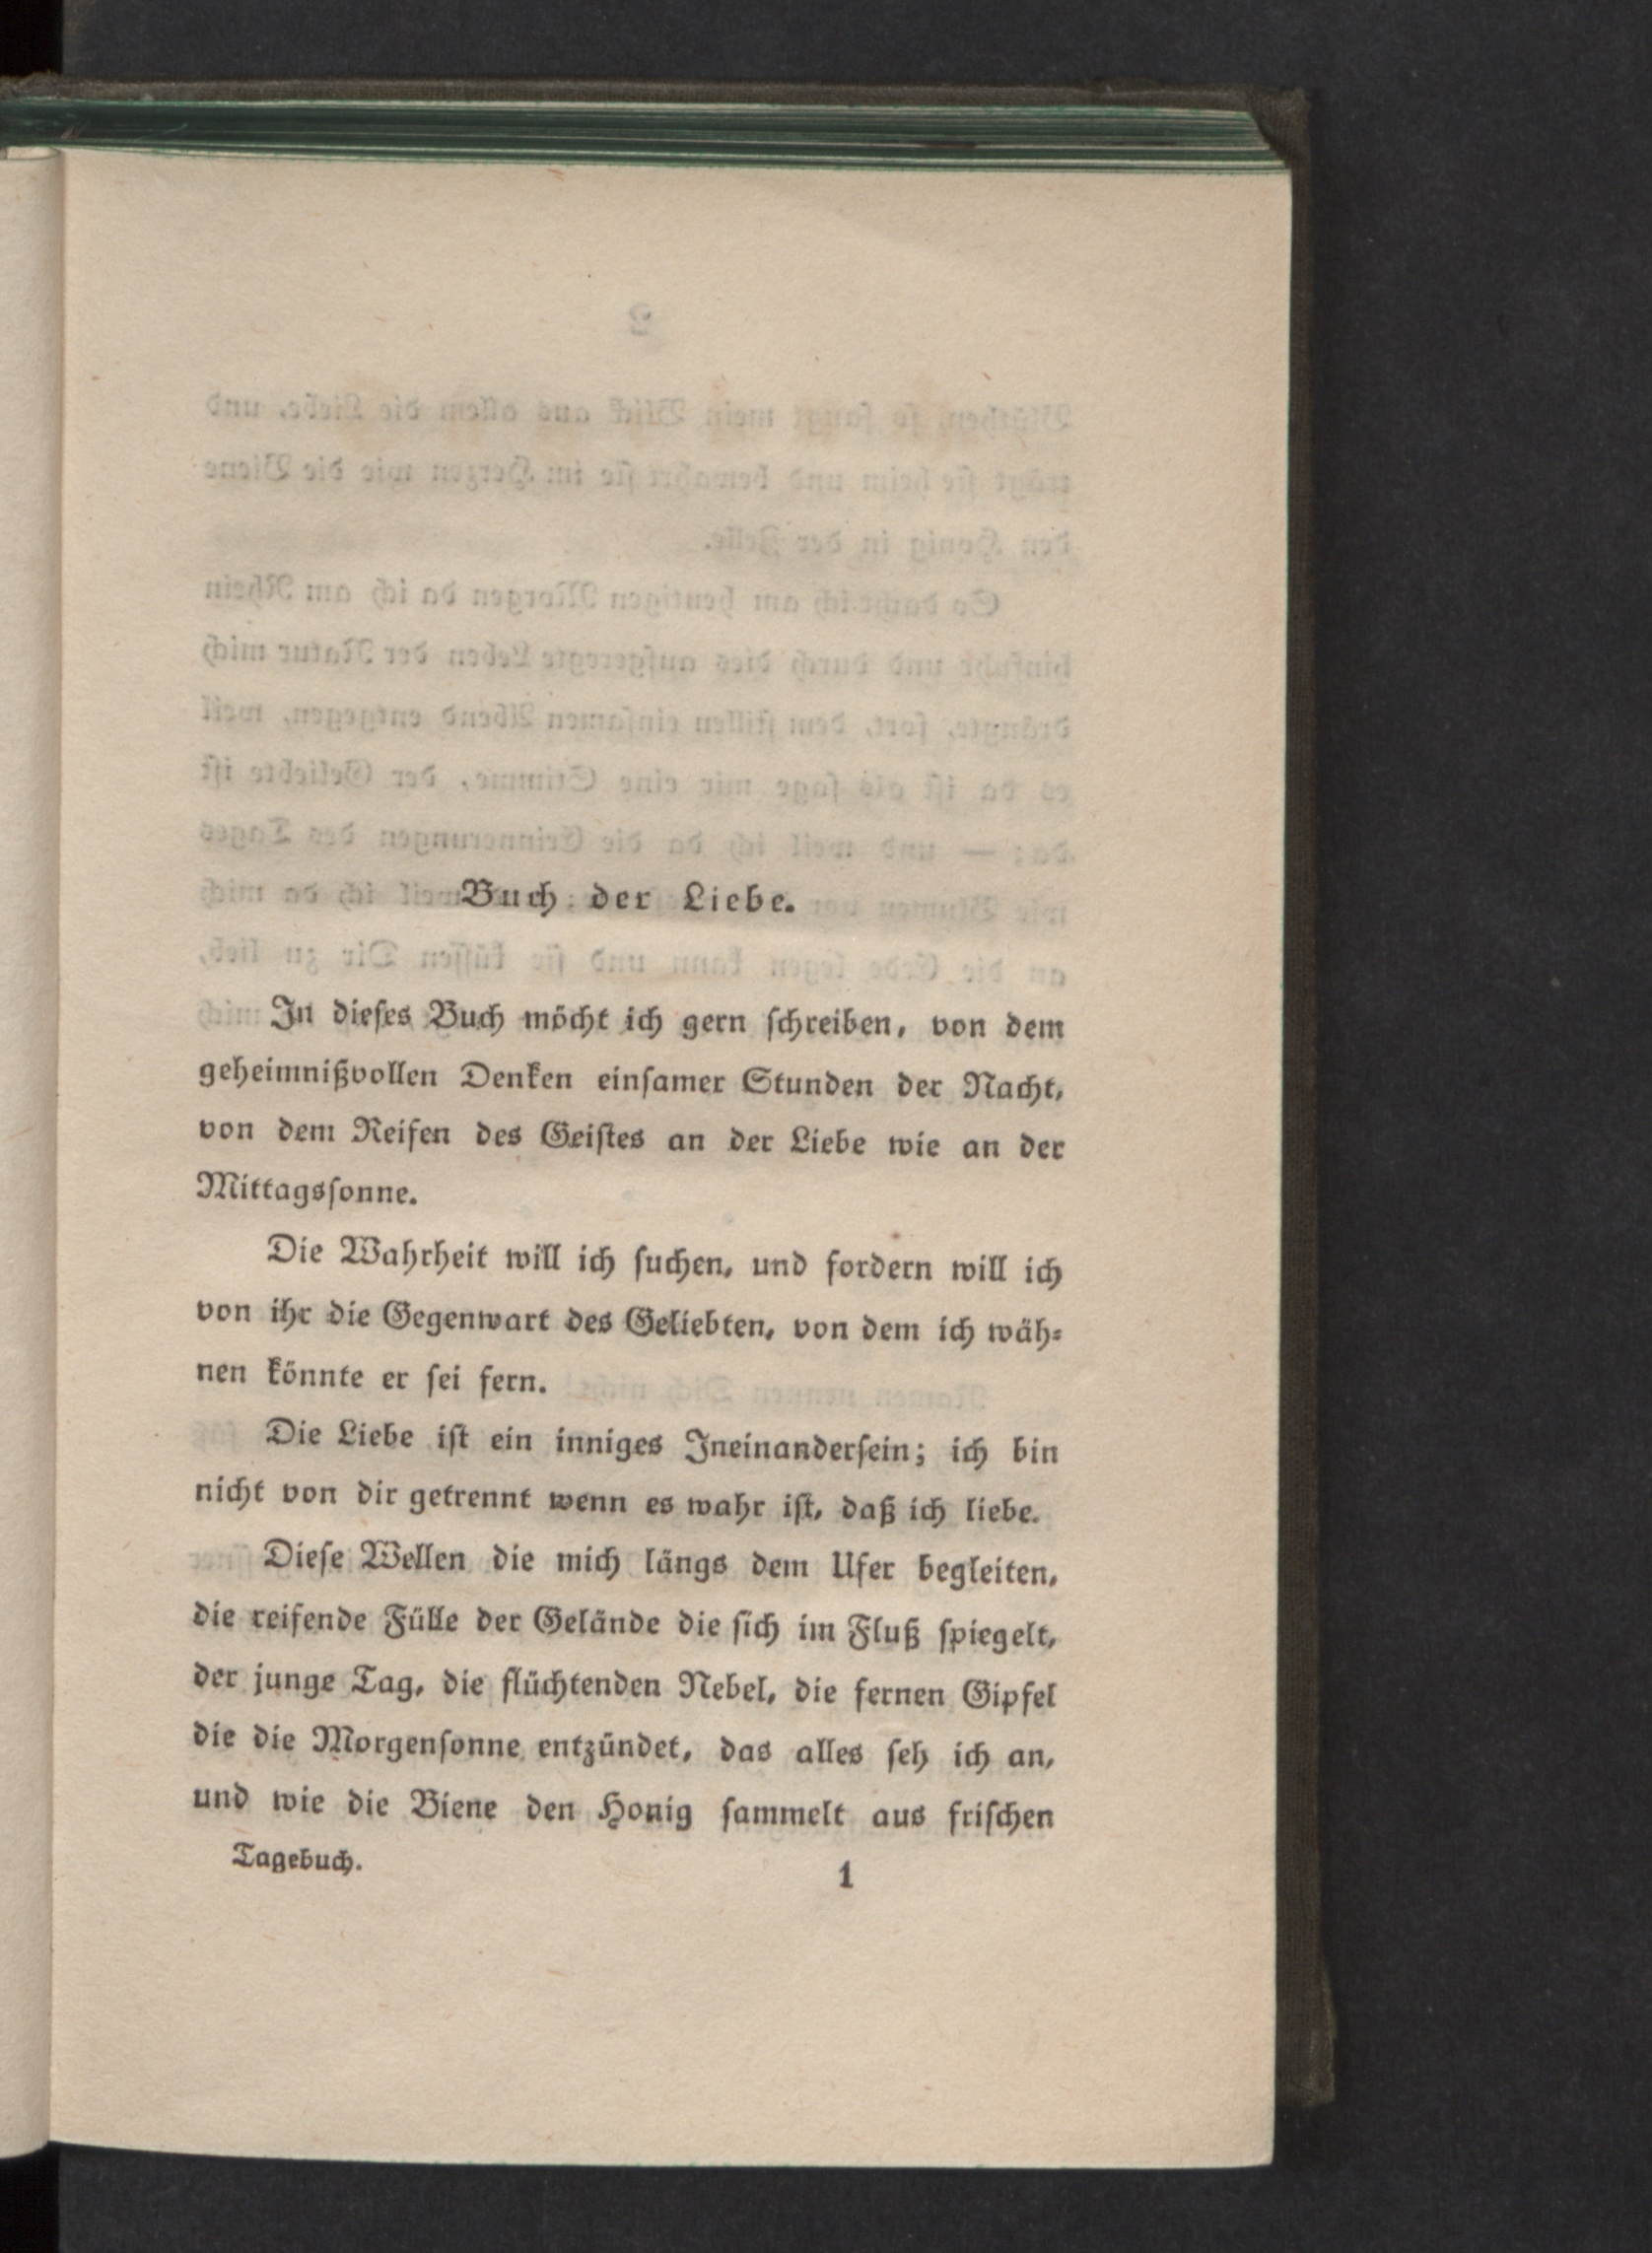 Buch der Liebe.
In dieſes Buch möcht ich gern ſchreiben, von dem
geheimnißvollen Denken einſamer Stunden der Nacht,
von dem Reifen des Geiſtes an der Liebe wie an der
Mittagsſonne.
Die Wahrheit will ich ſuchen, und fordern will ich
von ihr die Gegenwart des Geliebten, von dem ich wäh⸗
nen könnte er ſei fern.
Die Liebe iſt ein inniges Ineinanderſein; ich bin
nicht von dir getrennt wenn es wahr iſt, daß ich liebe.
Dieſe Wellen die mich längs dem Ufer begleiten,
die reifende Fülle der Gelände die ſich im Fluß ſpiegelt,
der junge Tag, die flüchtenden Nebel, die fernen Gipfel
die die Morgenſonne entzündet, das alles ſeh ich an,
und wie die Biene den Honig ſammelt aus friſchen
Tagebuch.
1